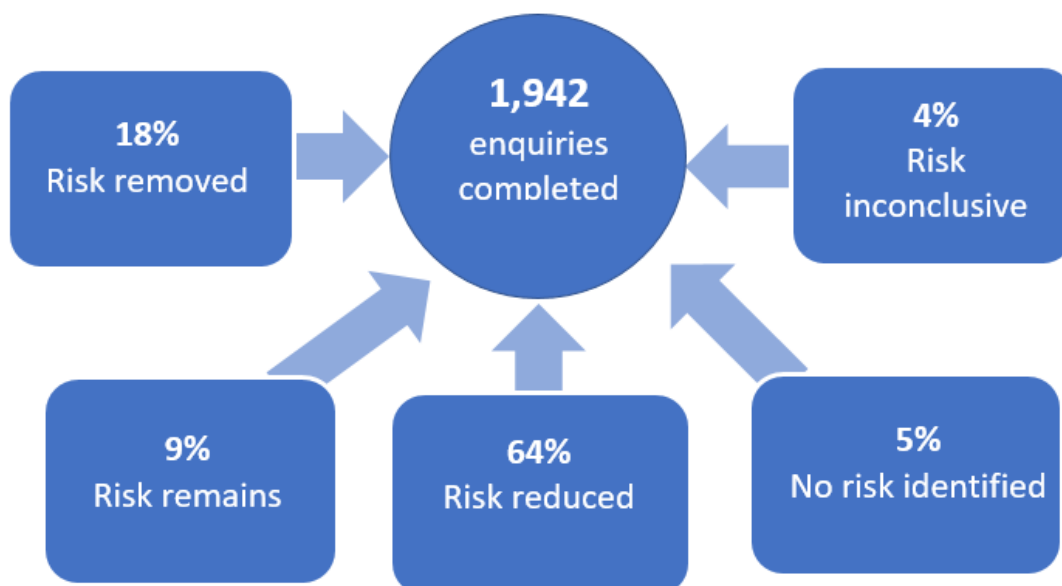 1,942
enquiries
completed
18%
Risk removed
4%
Risk
inconclusive
9%
Risk remains
64%
Risk reduced
5%
No risk identified